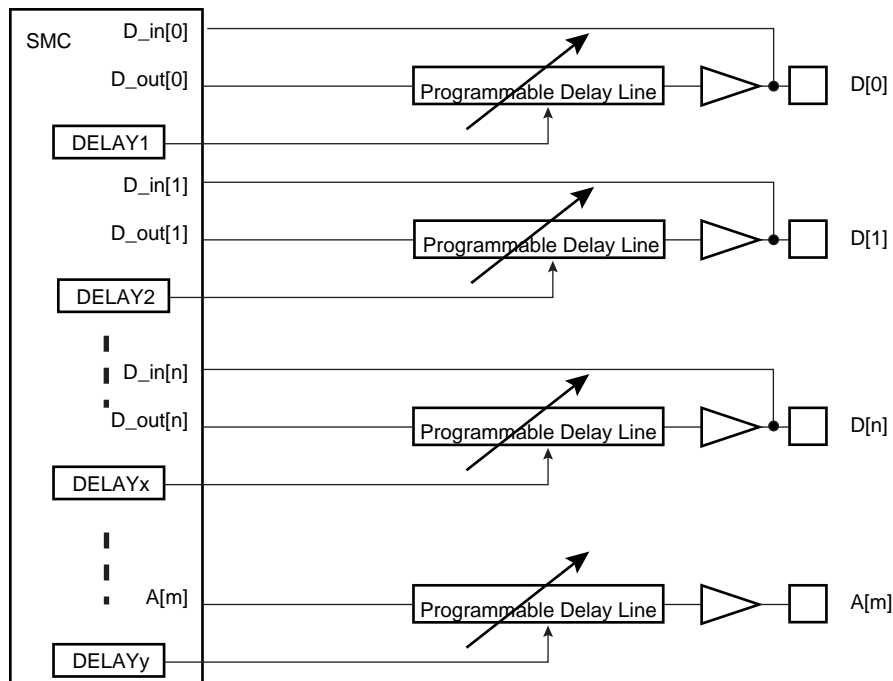 SMC
D_in[0]
D_out[0]
Programmable Delay Line
D[0]
DELAY1
D_in[1]
D_out[1]
Programmable Delay Line
D[1]
DELAY2
D_in[n]
D_out[n]
Programmable Delay Line
D[n]
DELAYx
A[m]
Programmable Delay Line
A[m]
DELAYy